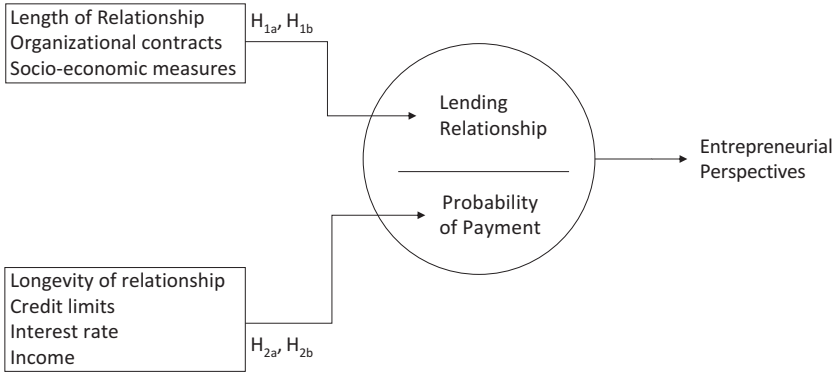 Length of Relationship
Organizational contracts
Socio-economic measures
H1a, H1b
Lending
Relationship
Probability
of Payment
Entrepreneurial
Perspectives
Longevity of relationship
Credit limits
Interest rate
Income
H2a, H2b